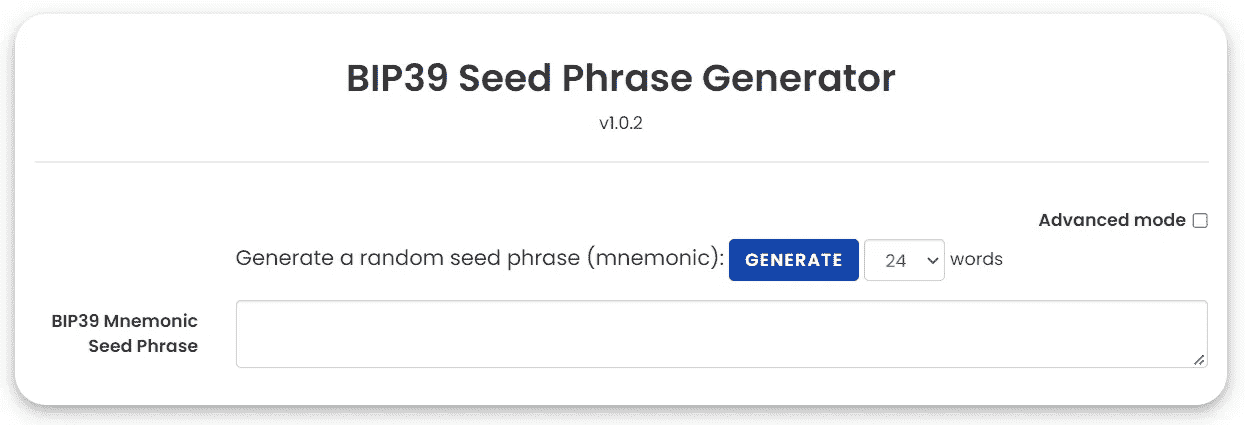 BIP39 Seed Phrase Generator
v1.0.2
Advanced mode
Generate a random seed phrase (mnemonic): GENERATE 24 words
BIP39 Mnemonic
Seed Phrase